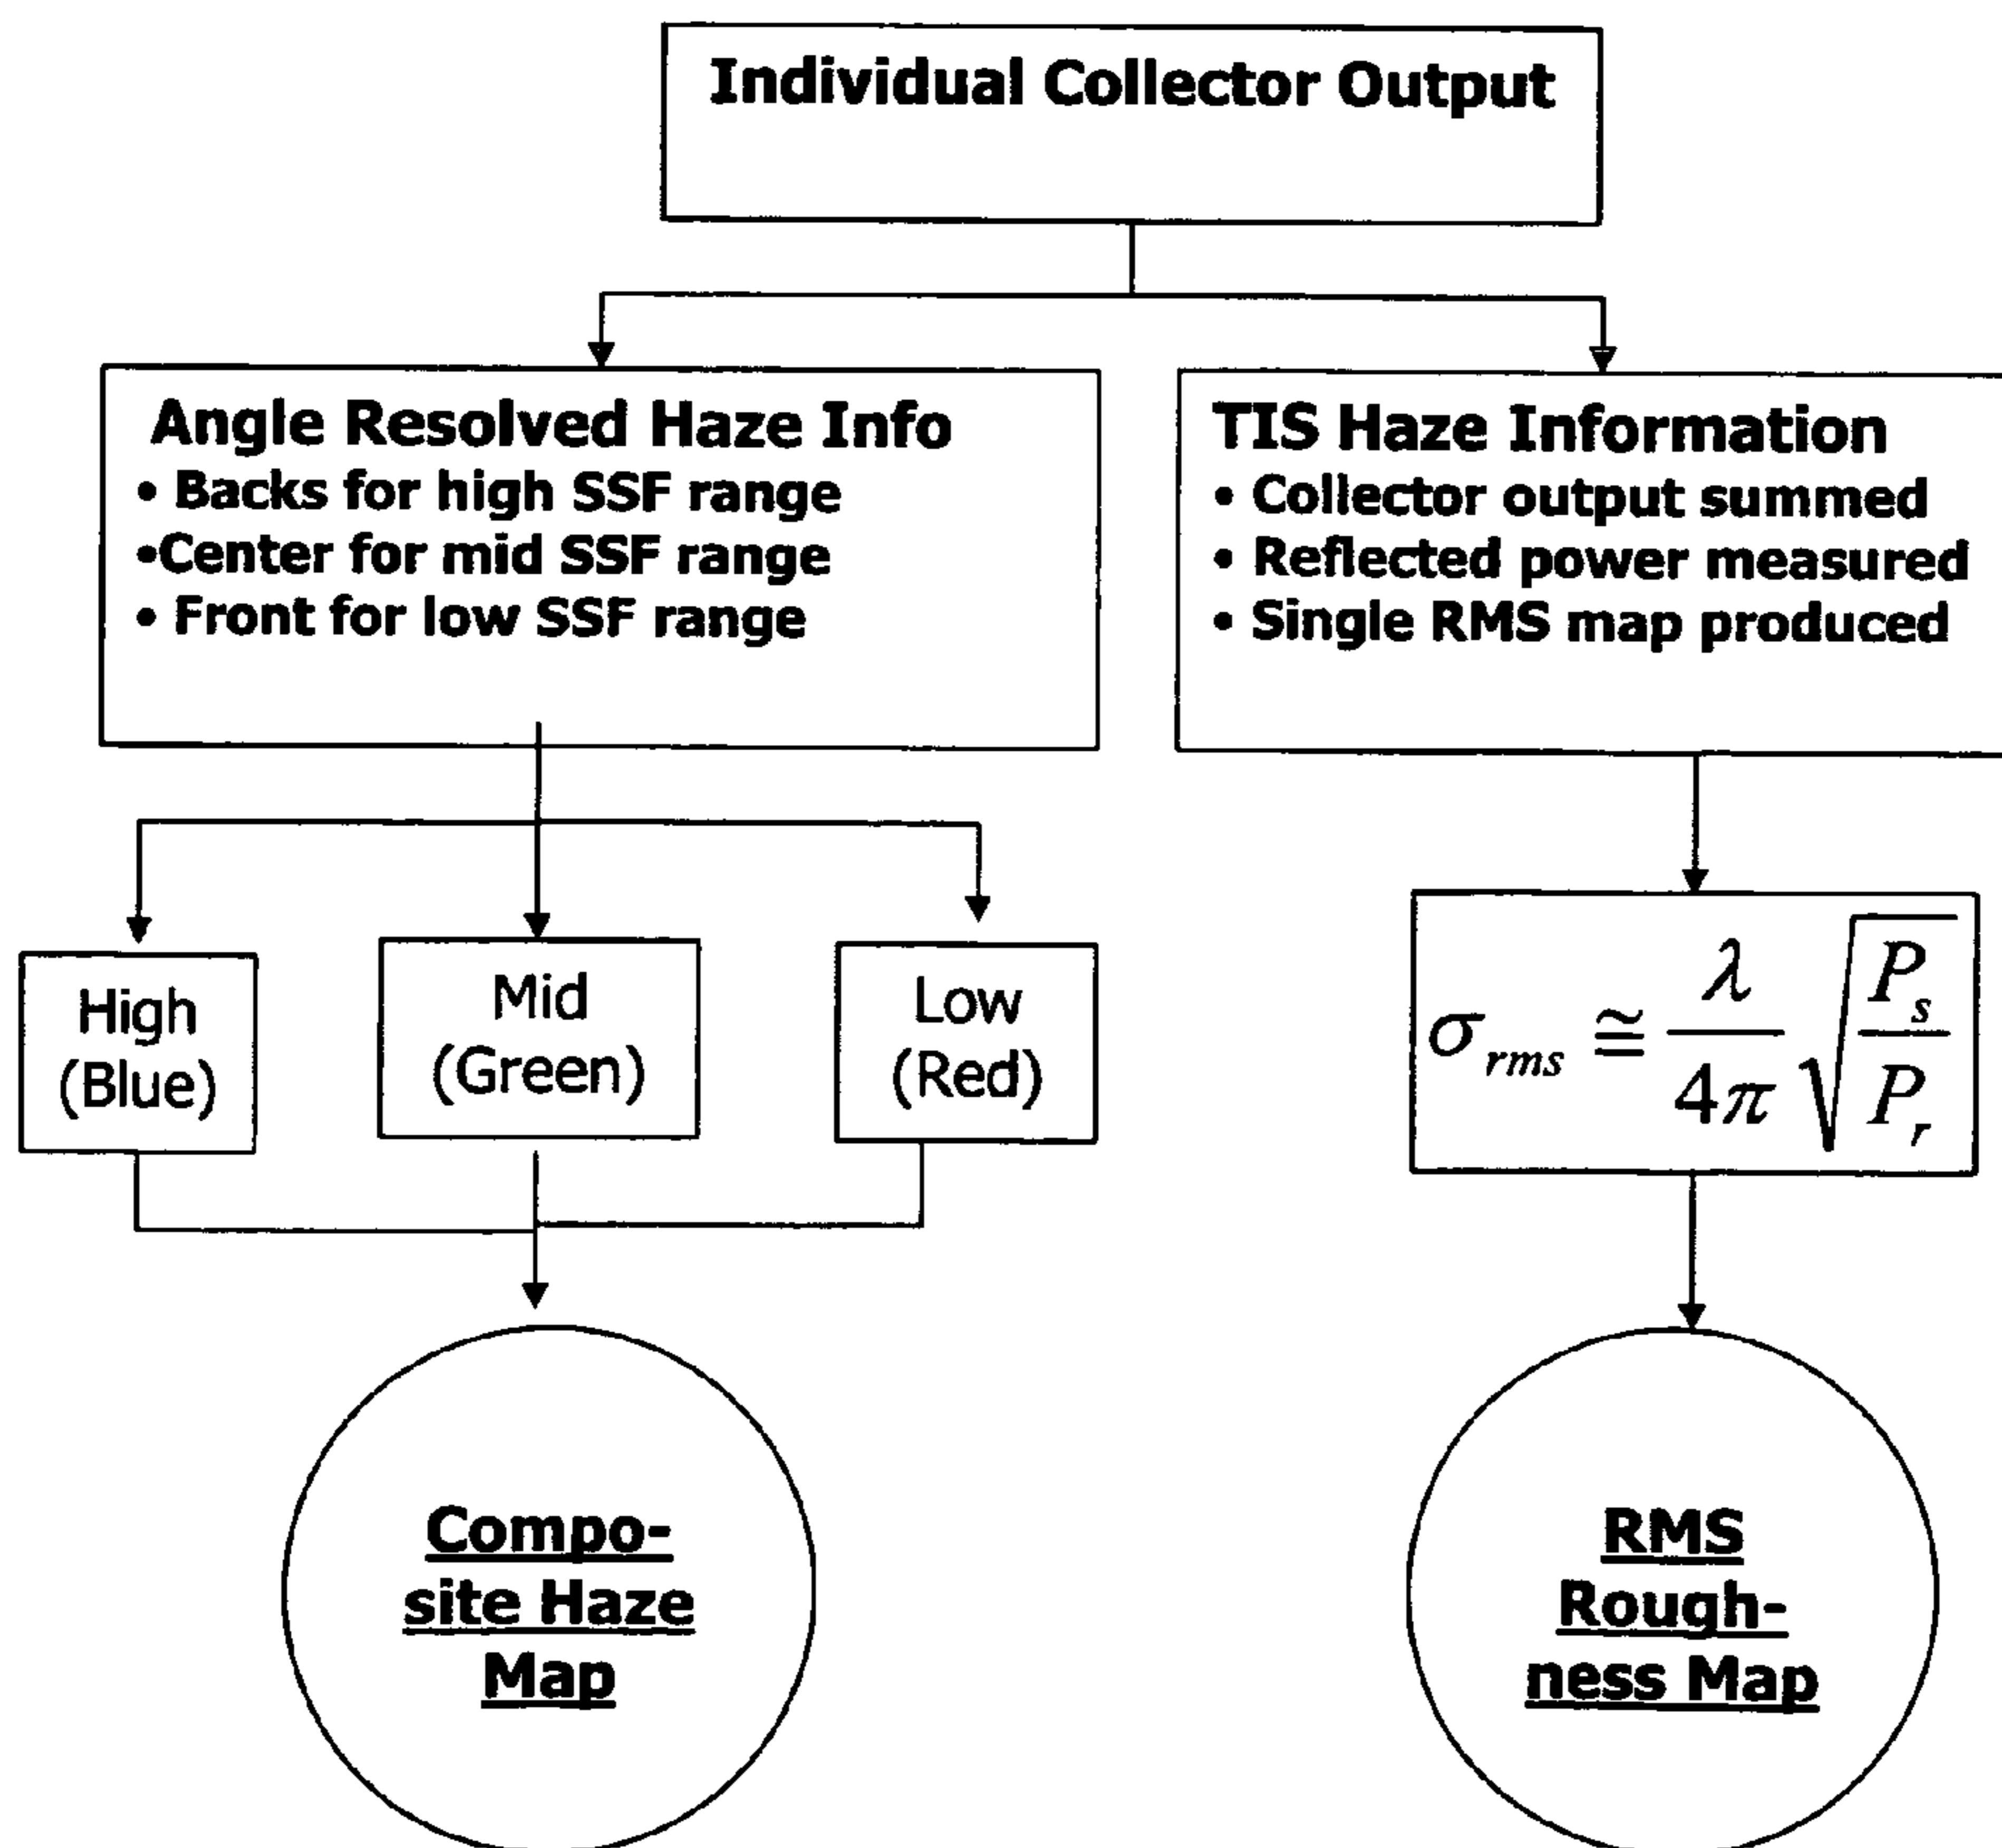 Individual Collector Output
Angle Resolved Haze Info
• Backs for high SSF range
•Center for mid SSF range
• Front for low SSF range
TIS Haze Information
• Collector output summed
• Reflected power measured
• Single RMS map produced
High
(Blue)
Mid
(Green)
Low
(Red)
σ_rms ≅ λ/4π √(P_s/P_r)
Compo-
site Haze
Map
RMS
Rough-
ness Map